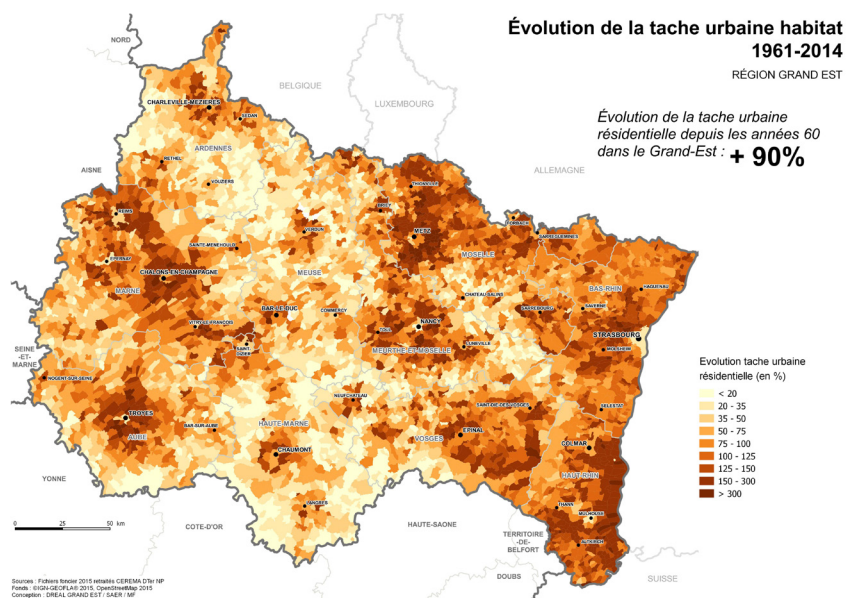 Évolution de la tache urbaine habitat
1961-2014
RÉGION GRAND EST
Évolution de la tache urbaine
résidentielle depuis les années 60
dans le Grand-Est : + 90%
NORD
BELGIQUE
LUXEMBOURG
ALLEMAGNE
CHARLEVILLE-MEZIERES
SEDAN
ARDENNES
RETHEL
AISNE
VOUZIERS
THIONVILLE
REIMS
BRIEY
FORBACH
VERDUN
METZ
SARREGUEMINES
SAINTE-MENEHOULD
MOSELLE
EPERNAY
CHALONS-EN-CHAMPAGNE
MEUSE
BAS-RHIN
HAGUENAU
MARNE
CHATEAU-SALINS
BAR-LE-DUC
COMMERCY
SARREBOURG
SAVERNE
VITRY-LE-FRANCOIS
NANCY
TOUL
STRASBOURG
SAINT-
DIZIER
LUNEVILLE
MEURTHE-ET-MOSELLE
MOLSHEIM
SEINE
-ET-
MARNE
NOGENT-SUR-SEINE
NEUFCHATEAU
SAINT-DIE-DES-VOSGES
SELESTAT
TROYES
HAUTE-MARNE
BAR-SUR-AUBE
EPINAL
AUBE
VOSGES
COLMAR
CHAUMONT
YONNE
HAUT-RHIN
LANGRES
THANN
MULHOUSE
COTE-D'OR
HAUTE-SAONE
TERRITOIRE
-DE-
BELFORT
ALTKIRCH
DOUBS
SUISSE
Evolution tache urbaine
résidentielle (en %)
< 20
20 - 35
35 - 50
50 - 75
75 - 100
100 - 125
125 - 150
150 - 300
> 300
0 25 50 km
Sources : Fichiers foncier 2015 retraités CEREMA DTer NP
Fonds : ©IGN-GEOFLA® 2015, OpenStreetMap 2015
Conception : DREAL GRAND EST / SAER / MF